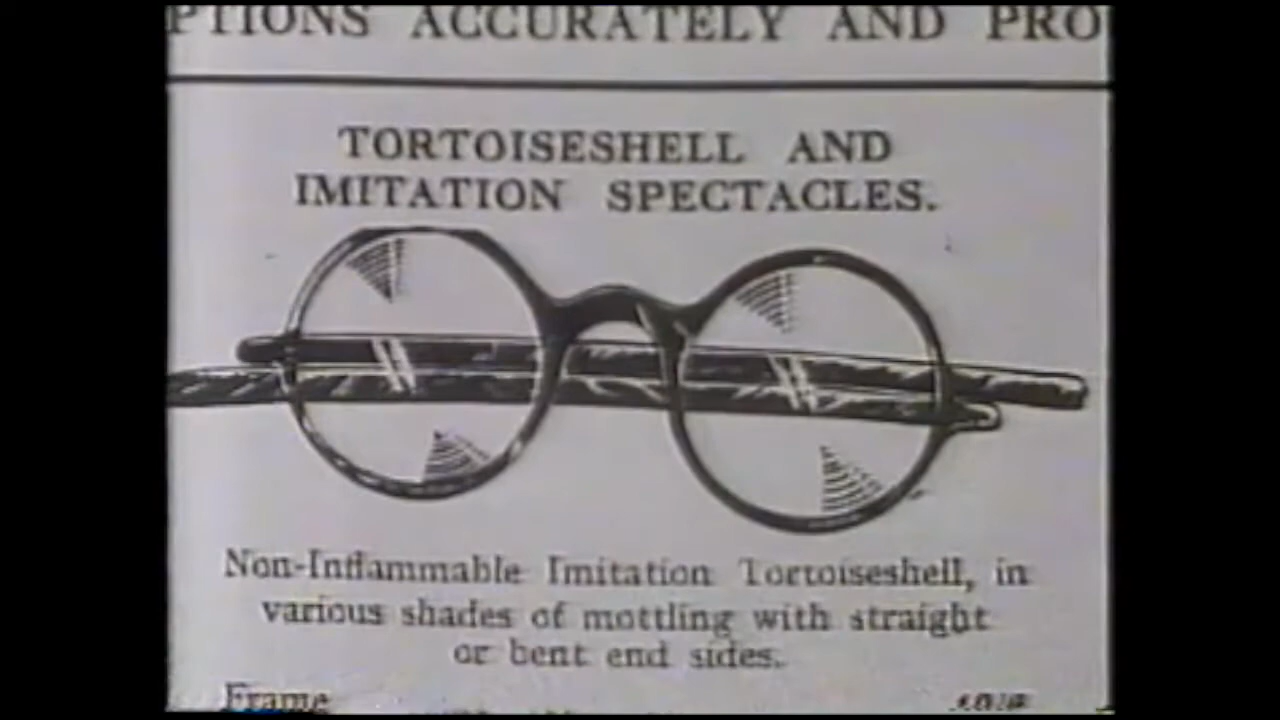 PTIONS ACCURATELY AND PRO
TORTOISESHELL AND
IMITATION SPECTACLES.
Non-Inflammable Imitation Tortoiseshell, in
various shades of mottling with straight
or bent end sides.
Frame